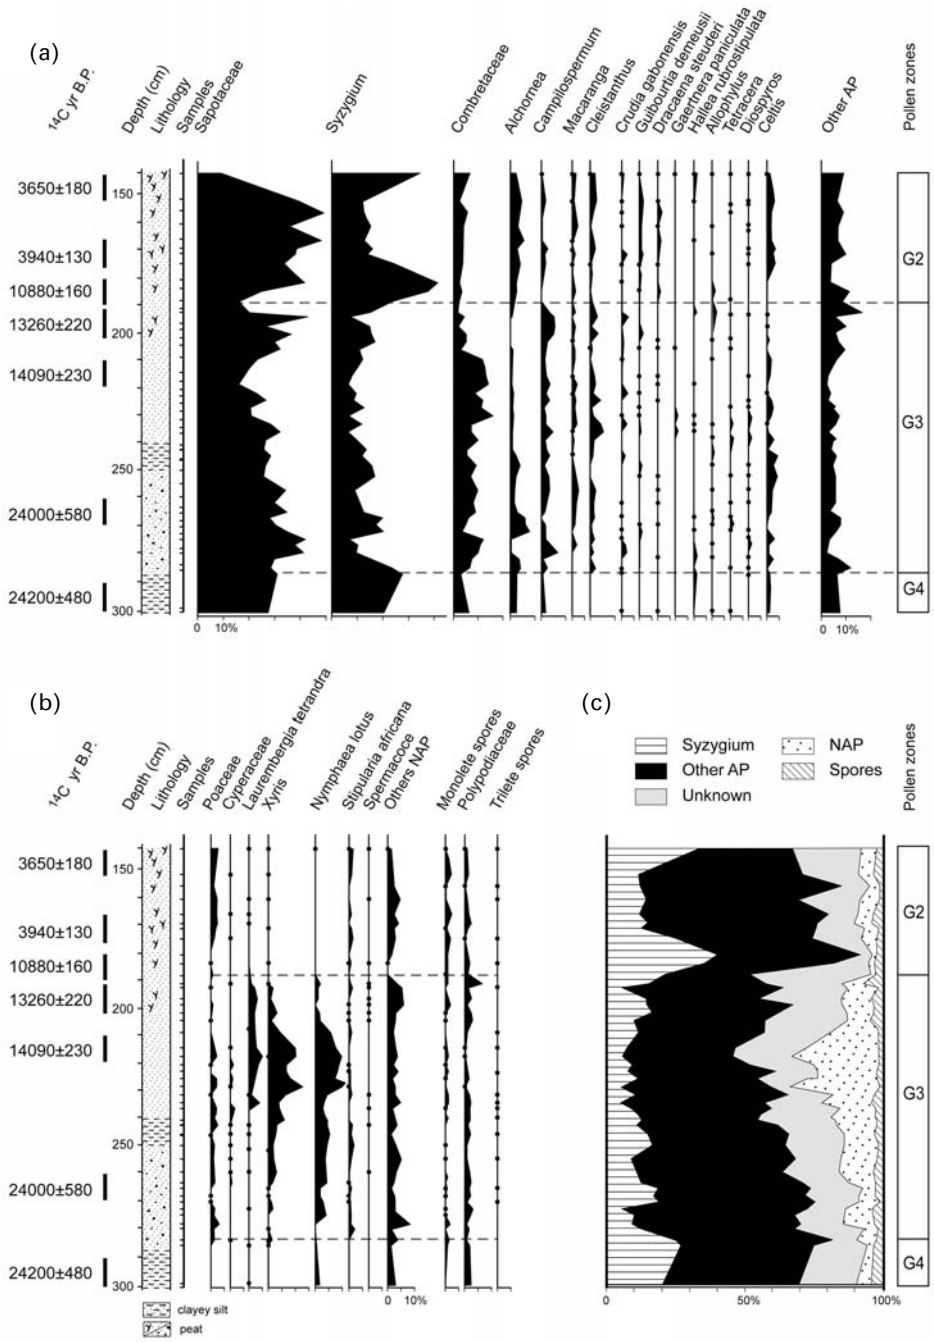 (a)
¹⁴C yr B.P.
Depth (cm)
Lithology
Samples
Sapotaceae
Syzygium
Combretaceae
Alchornea
Campilospermum
Macaranga
Cleistanthus
Crudia gabonensis
Guibourtia demeusii
Dracaena steuderi
Gaertnera paniculata
Hallea rubrostipulata
Allophylus
Tetracera
Diospyros
Celtis
Other AP
Pollen zones
3650±180
3940±130
10880±160
13260±220
14090±230
24000±580
24200±480
150
200
250
300
G2
G3
G4
0 10%
0 10%
(b)
¹⁴C yr B.P.
Depth (cm)
Lithology
Samples
Poaceae
Cyperaceae
Laurembergia tetrandra
Xyris
Nymphaea lotus
Stipularia africana
Spermacoce
Others NAP
Monolete spores
Polypodiaceae
Trilete spores
3650±180
3940±130
10880±160
13260±220
14090±230
24000±580
24200±480
150
200
250
300
0 10%
clayey silt
peat
(c)
Syzygium
Other AP
Unknown
NAP
Spores
Pollen zones
G2
G3
G4
0 50% 100%